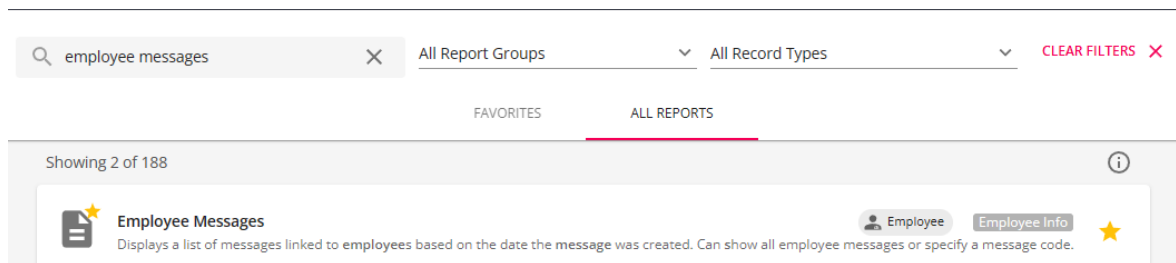 employee messages
All Report Groups
All Record Types
CLEAR FILTERS
FAVORITES
ALL REPORTS
Showing 2 of 188
Employee Messages
Employee
Employee Info
Displays a list of messages linked to employees based on the date the message was created. Can show all employee messages or specify a message code.